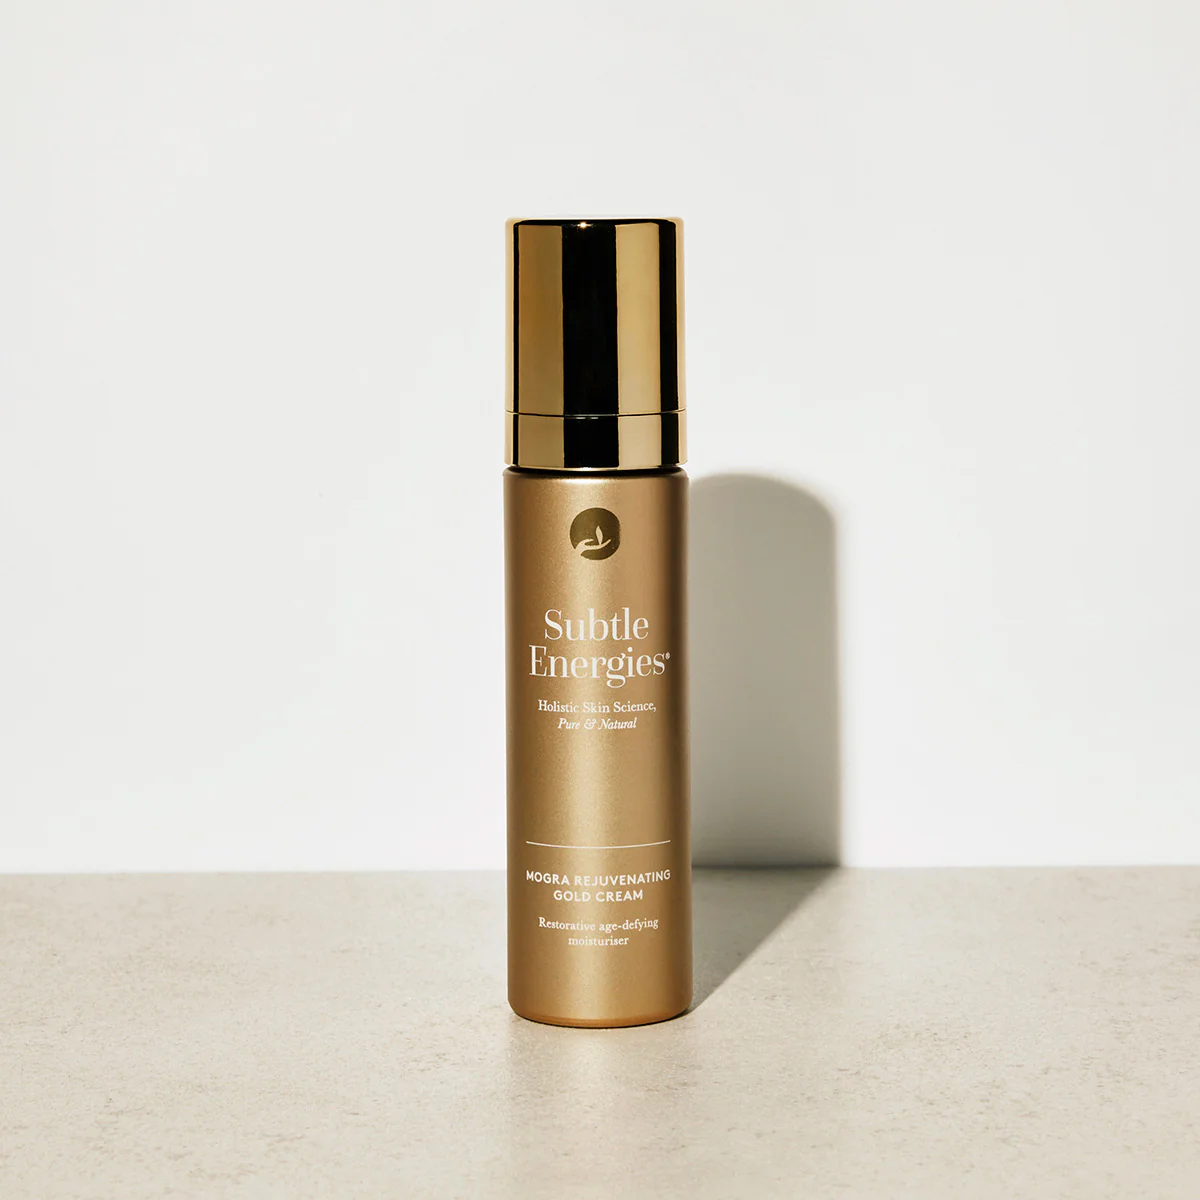 Subtle
Energies®
Holistic Skin Science,
Pure & Natural
MOGRA REJUVENATING
GOLD CREAM
Restorative age-defying
moisturiser